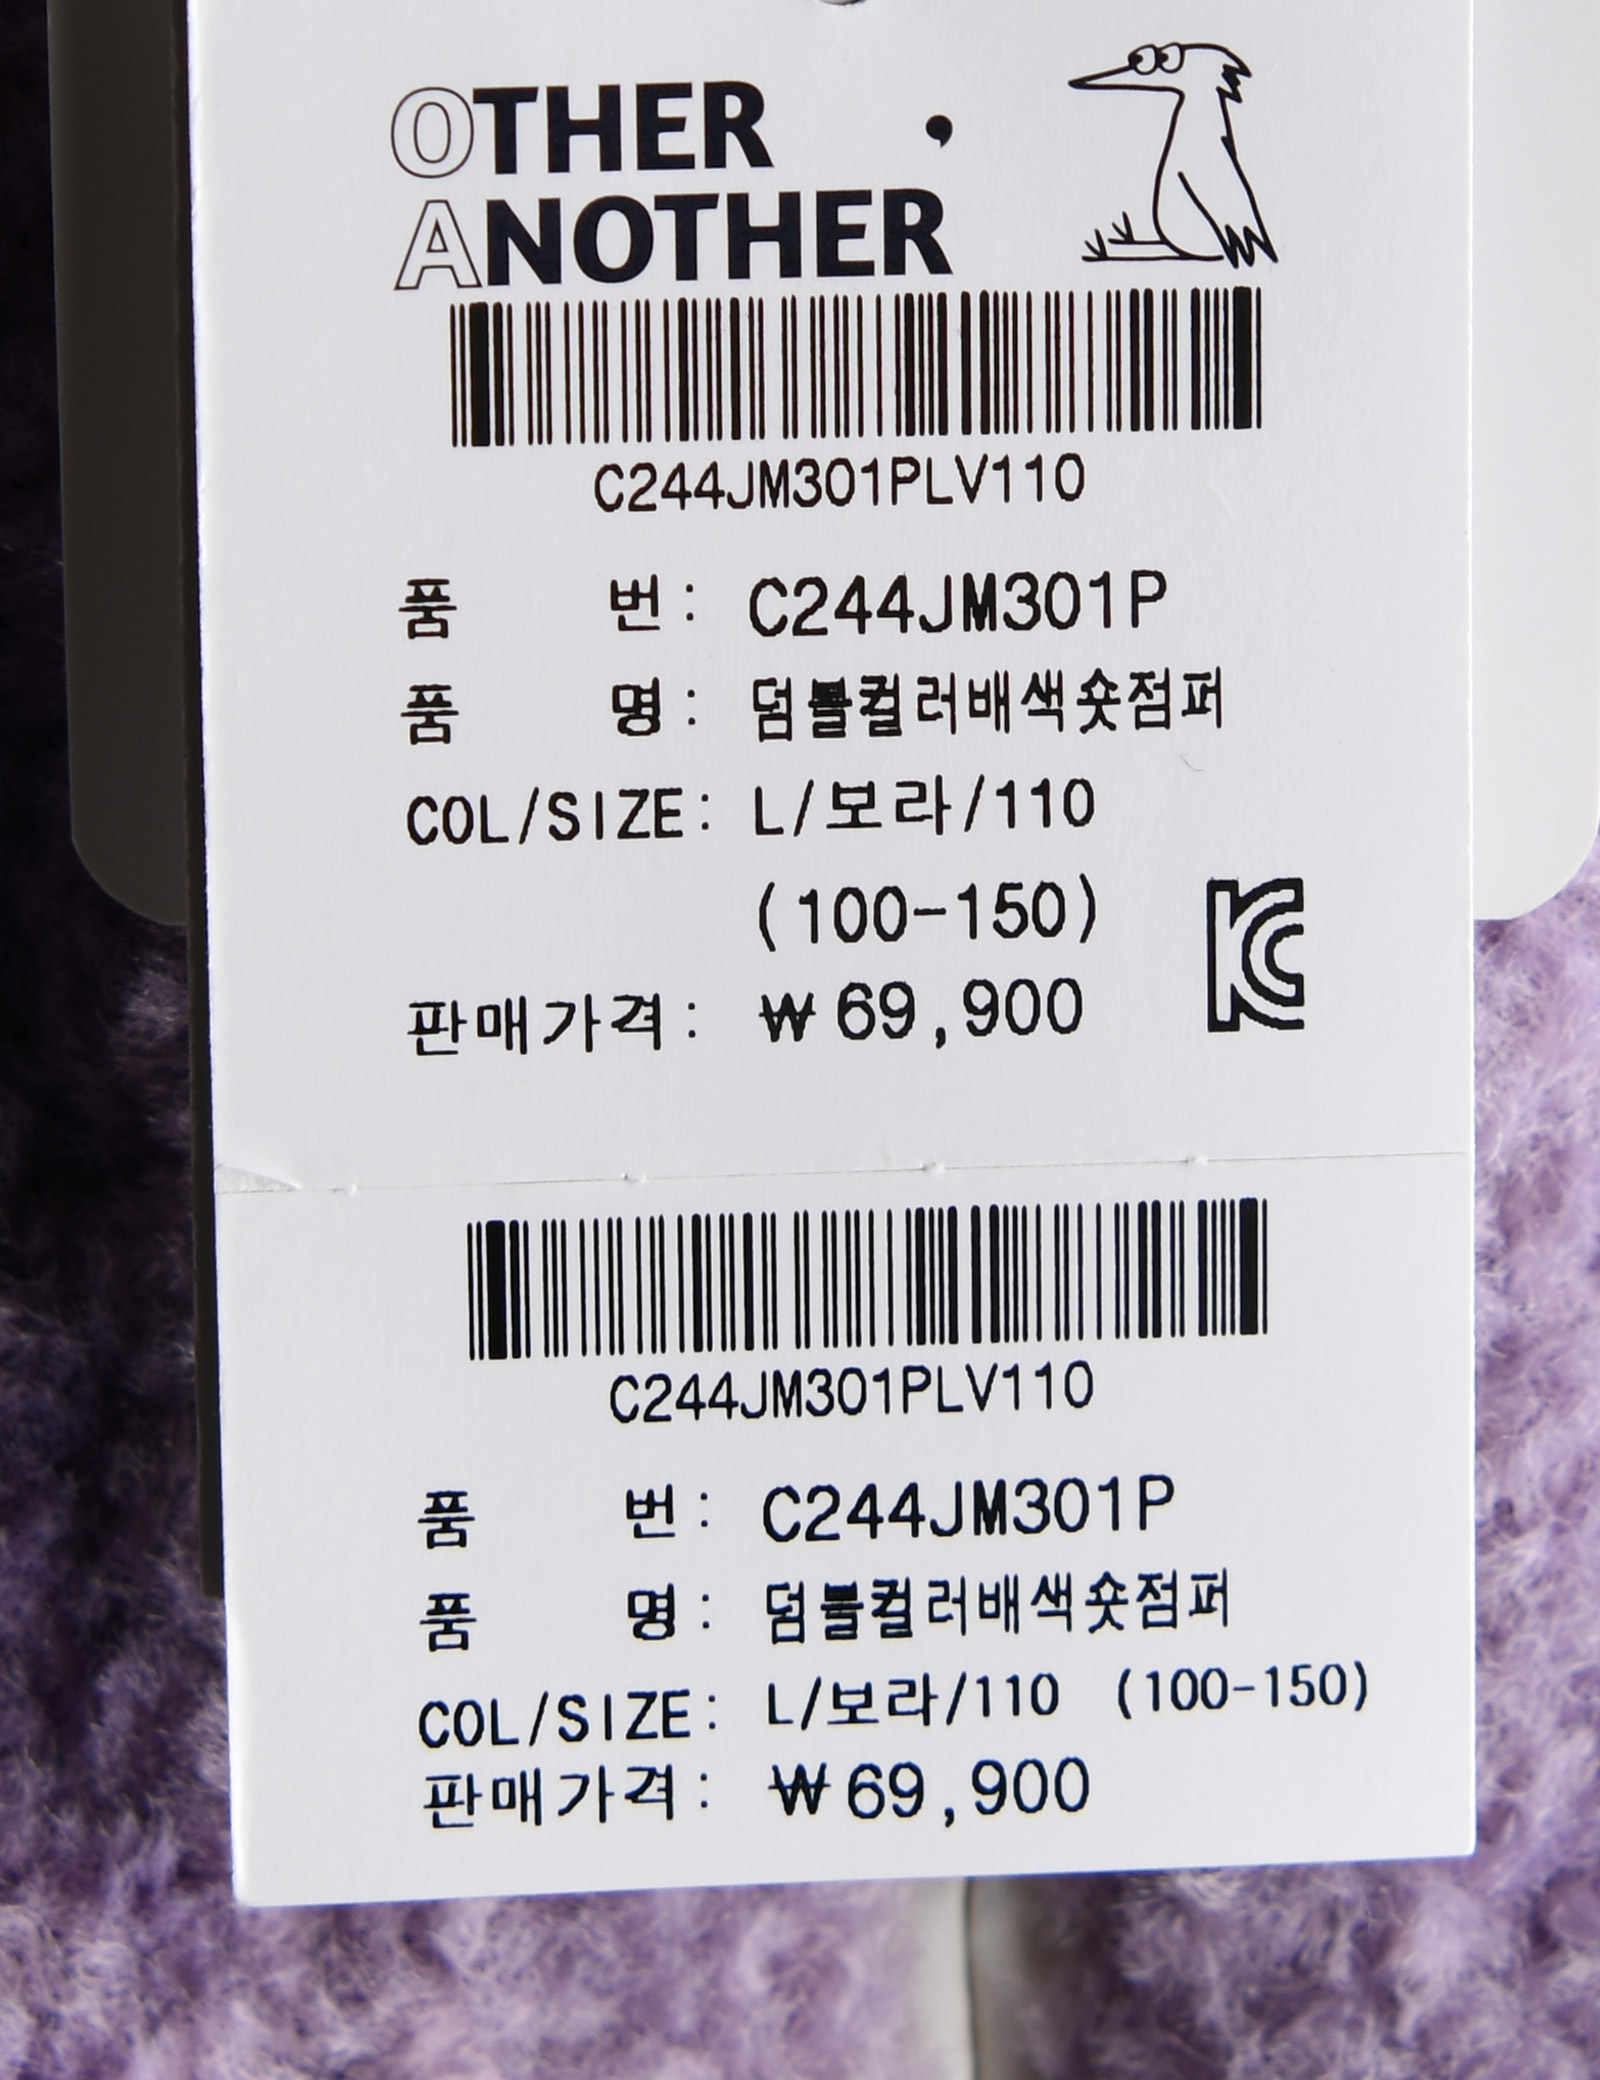 OTHER
ANOTHER
C244JM301PLV110
품 번: C244JM301P
품 명: 덤블컬러배색숏점퍼
COL/SIZE: L/보라/110
(100-150)
판매가격: ₩69,900
C244JM301PLV110
품 번: C244JM301P
품 명: 덤블컬러배색숏점퍼
COL/SIZE: L/보라/110 (100-150)
판매가격: ₩69,900